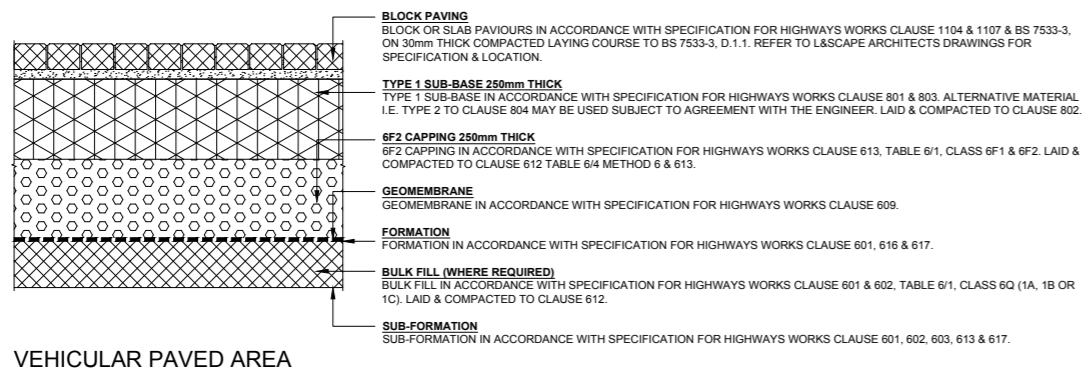 BLOCK PAVING
BLOCK OR SLAB PAVIOURS IN ACCORDANCE WITH SPECIFICATION FOR HIGHWAYS WORKS CLAUSE 1104 & 1107 & BS 7533-3,
ON 30mm THICK COMPACTED LAYING COURSE TO BS 7533-3, D.1.1. REFER TO L&SCAPE ARCHITECTS DRAWINGS FOR
SPECIFICATION & LOCATION.
TYPE 1 SUB-BASE 250mm THICK
TYPE 1 SUB-BASE IN ACCORDANCE WITH SPECIFICATION FOR HIGHWAYS WORKS CLAUSE 801 & 803. ALTERNATIVE MATERIAL
I.E. TYPE 2 TO CLAUSE 804 MAY BE USED SUBJECT TO AGREEMENT WITH THE ENGINEER. LAID & COMPACTED TO CLAUSE 802.
6F2 CAPPING 250mm THICK
6F2 CAPPING IN ACCORDANCE WITH SPECIFICATION FOR HIGHWAYS WORKS CLAUSE 613, TABLE 6/1, CLASS 6F1 & 6F2. LAID &
COMPACTED TO CLAUSE 612 TABLE 6/4 METHOD 6 & 613.
GEOMEMBRANE
GEOMEMBRANE IN ACCORDANCE WITH SPECIFICATION FOR HIGHWAYS WORKS CLAUSE 609.
FORMATION
FORMATION IN ACCORDANCE WITH SPECIFICATION FOR HIGHWAYS WORKS CLAUSE 601, 616 & 617.
BULK FILL (WHERE REQUIRED)
BULK FILL IN ACCORDANCE WITH SPECIFICATION FOR HIGHWAYS WORKS CLAUSE 601 & 602, TABLE 6/1, CLASS 6Q (1A, 1B OR
1C). LAID & COMPACTED TO CLAUSE 612.
SUB-FORMATION
SUB-FORMATION IN ACCORDANCE WITH SPECIFICATION FOR HIGHWAYS WORKS CLAUSE 601, 602, 603, 613 & 617.
VEHICULAR PAVED AREA